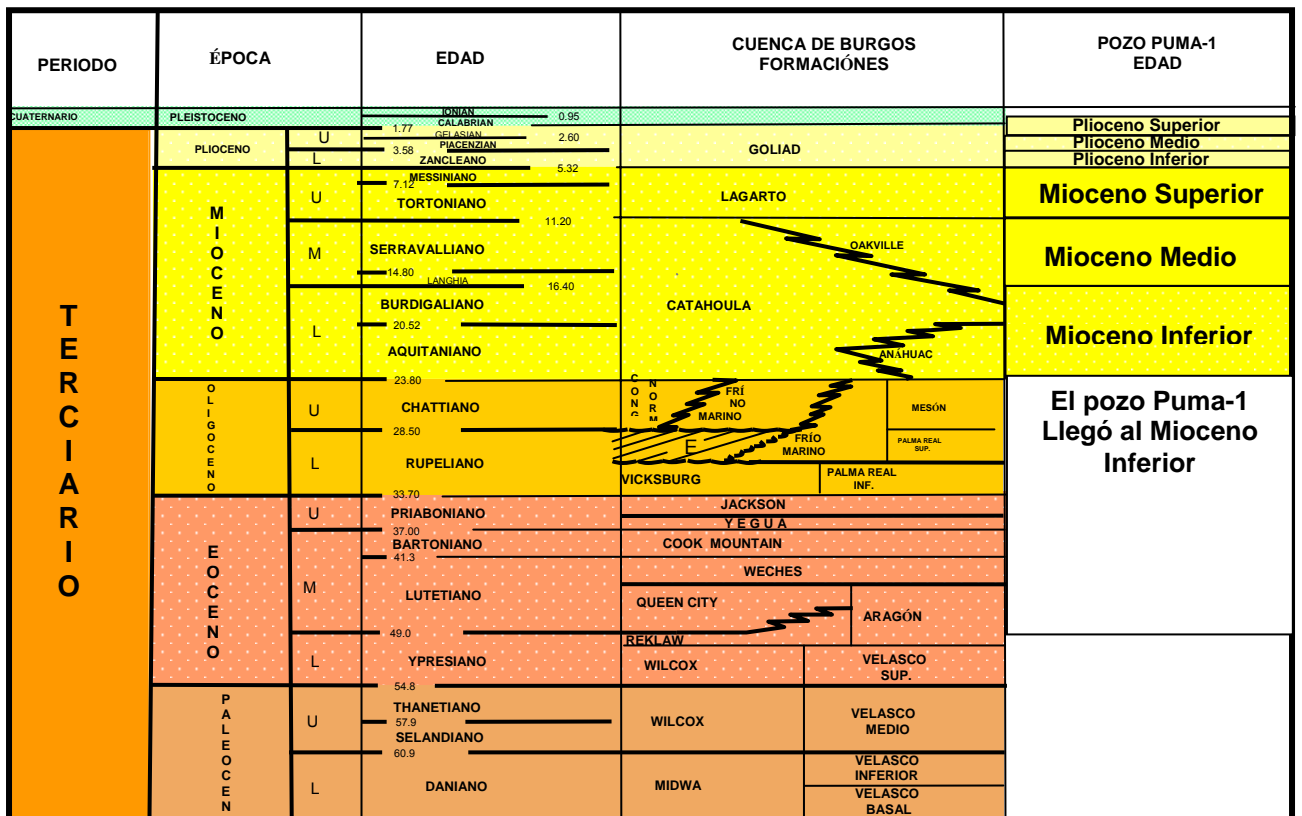 PERIODO
ÉPOCA
EDAD
CUENCA DE BURGOS
FORMACIÓNES
POZO PUMA-1
EDAD
CUATERNARIO
PLEISTOCENO
IONIAN
0.95
CALABRIAN
1.77
GELASIAN
2.60
Plioceno Superior
PLIOCENO
U
3.58
PIACENZIAN
GOLIAD
Plioceno Medio
L
ZANCLEANO
5.32
Plioceno Inferior
TERCIARIO
MIOCENO
U
MESSINIANO
7.12
TORTONIANO
11.20
LAGARTO
Mioceno Superior
M
SERRAVALLIANO
14.80
LANGHIA
16.40
OAKVILLE
Mioceno Medio
L
BURDIGALIANO
20.52
AQUITANIANO
23.80
CATAHOULA
ANÁHUAC
Mioceno Inferior
OLIGOCENO
U
CHATTIANO
28.50
CONG
NORM
FRÍ
NO
MARINO
MESÓN
El pozo Puma-1
Llegó al Mioceno
Inferior
L
RUPELIANO
33.70
E
FRÍO
MARINO
PALMA REAL
SUP.
VICKSBURG
PALMA REAL
INF.
EOCENO
U
PRIABONIANO
37.00
JACKSON
Y E G U A
M
BARTONIANO
41.3
COOK MOUNTAIN
WECHES
LUTETIANO
49.0
QUEEN CITY
ARAGÓN
REKLAW
L
YPRESIANO
54.8
WILCOX
VELASCO
SUP.
PALEOCEN
U
THANETIANO
57.9
SELANDIANO
60.9
WILCOX
VELASCO
MEDIO
L
DANIANO
MIDWA
VELASCO
INFERIOR
VELASCO
BASAL